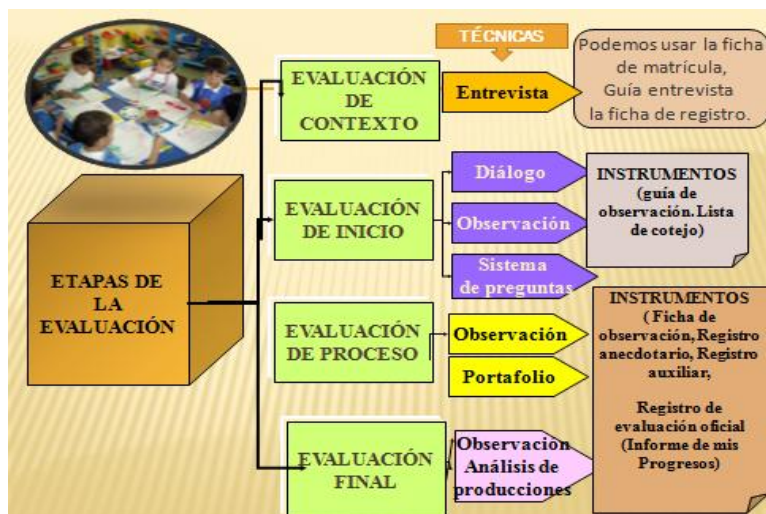 TÉCNICAS
EVALUACIÓN
DE
CONTEXTO
Entrevista
Podemos usar la ficha
de matrícula,
Guía entrevista
la ficha de registro.
ETAPAS DE
LA
EVALUACIÓN
EVALUACIÓN
DE INICIO
Diálogo
Observación
Sistema
de preguntas
INSTRUMENTOS
(guía de
observación.Lista
de cotejo)
EVALUACIÓN
DE PROCESO
Observación
Portafolio
INSTRUMENTOS
( Ficha de
observación, Registro
anecdotario, Registro
auxiliar,
Registro de
evaluación oficial
(Informe de mis
Progresos)
EVALUACIÓN
FINAL
Observación
Análisis de
producciones